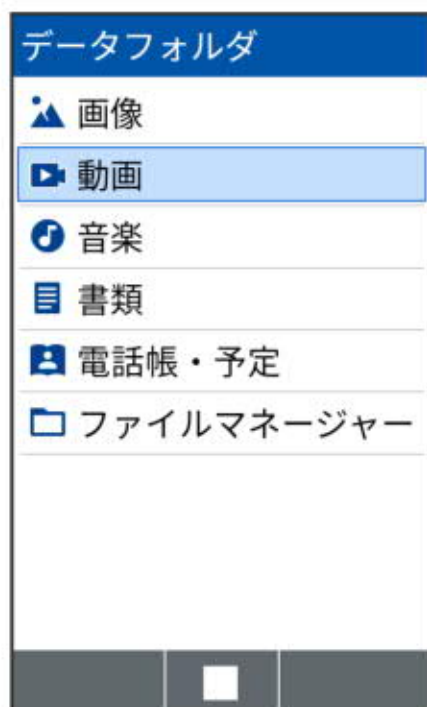 データフォルダ
画像
動画
音楽
書類
電話帳・予定
ファイルマネージャー